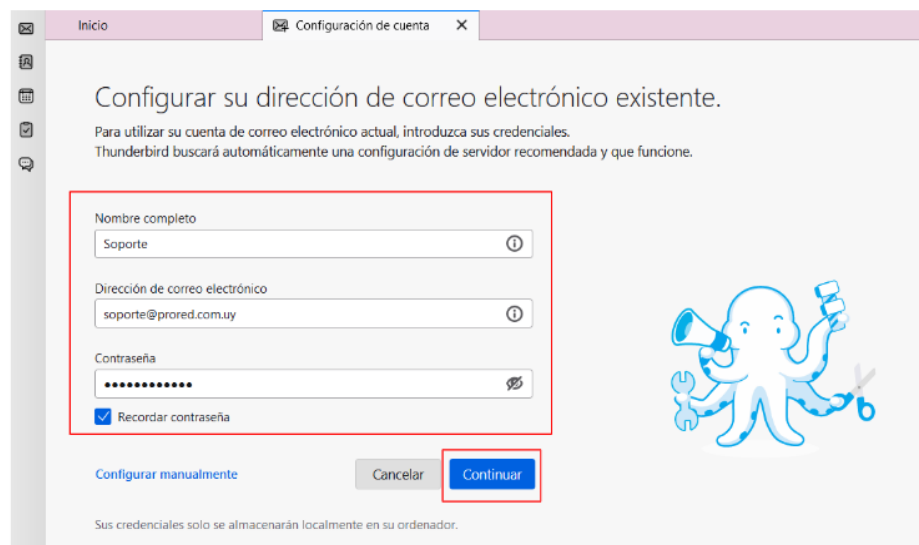 Inicio
Configuración de cuenta
Configurar su dirección de correo electrónico existente.
Para utilizar su cuenta de correo electrónico actual, introduzca sus credenciales.
Thunderbird buscará automáticamente una configuración de servidor recomendada y que funcione.
Nombre completo
Soporte
Dirección de correo electrónico
soporte@prored.com.uy
Contraseña
••••••••••••
Recordar contraseña
Configurar manualmente
Cancelar
Continuar
Sus credenciales solo se almacenarán localmente en su ordenador.